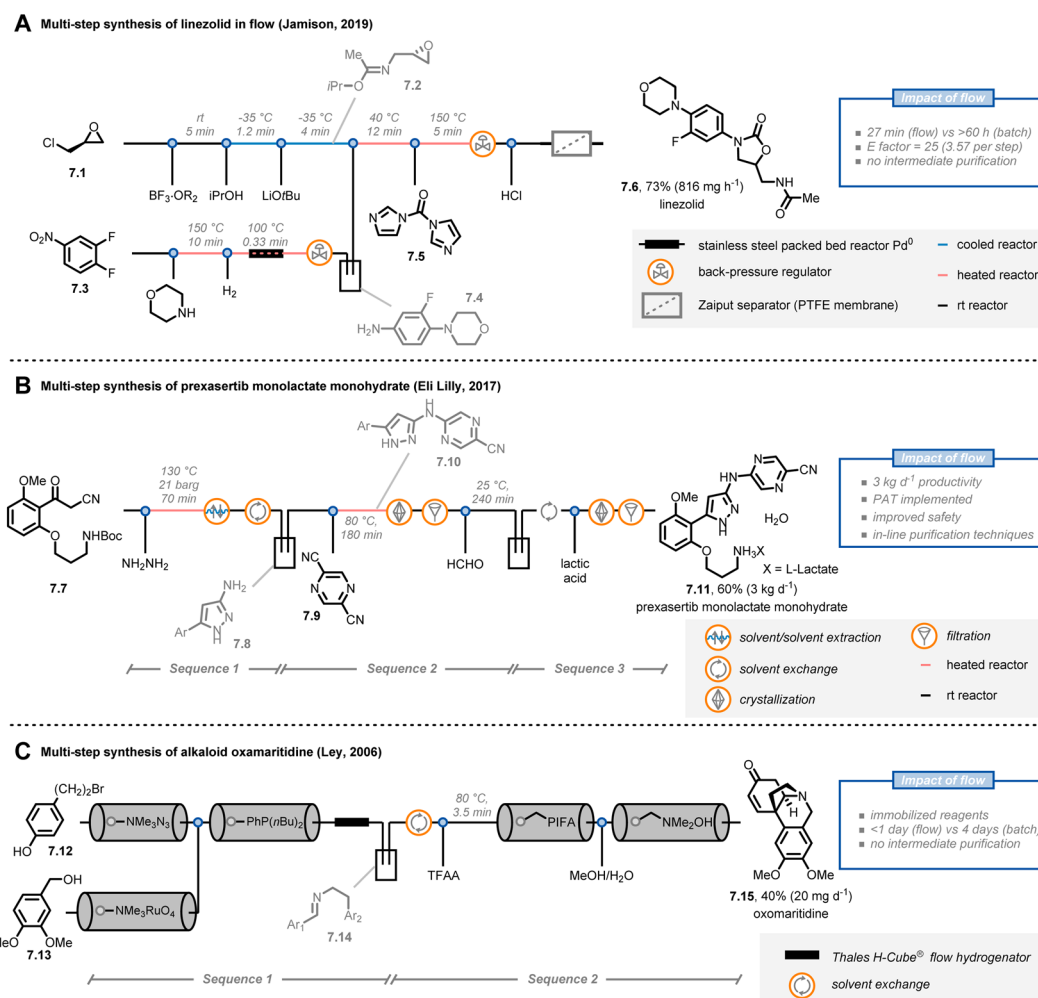 A Multi-step synthesis of linezolid in flow (Jamison, 2019)
Me
O
N
7.2
iPr
O
rt
5 min
-35 °C
1.2 min
-35 °C
4 min
40 °C
12 min
150 °C
5 min
Cl
O
7.1
BF3·OR2
iPrOH
LiOtBu
HCl
O
N
N
N
N
7.5
O2N
F
F
7.3
150 °C
10 min
100 °C
0.33 min
O
N
H
H2
F
7.4
H2N
N
O
O
N
F
O
N
O
NH
Me
O
7.6, 73% (816 mg h-1)
linezolid
Impact of flow
27 min (flow) vs >60 h (batch)
E factor = 25 (3.57 per step)
no intermediate purification
stainless steel packed bed reactor Pd0
cooled reactor
back-pressure regulator
heated reactor
Zaiput separator (PTFE membrane)
rt reactor
B Multi-step synthesis of prexasertib monolactate monohydrate (Eli Lilly, 2017)
H
N
Ar
N
HN
N
N
CN
7.10
OMe
O
CN
O
NHBoc
7.7
130 °C
21 barg
70 min
NH2NH2
NH2
N
N
H
Ar
7.8
80 °C,
180 min
NC
N
N
CN
7.9
25 °C,
240 min
HCHO
lactic
acid
HN
N
N
CN
OMe
N
NH
O
H2O
NH3X
X = L-Lactate
7.11, 60% (3 kg d-1)
prexasertib monolactate monohydrate
Impact of flow
3 kg d-1 productivity
PAT implemented
improved safety
in-line purification techniques
solvent/solvent extraction
filtration
solvent exchange
heated reactor
crystallization
rt reactor
Sequence 1
Sequence 2
Sequence 3
C Multi-step synthesis of alkaloid oxamaritidine (Ley, 2006)
(CH2)2Br
HO
7.12
NMe3N3
PhP(nBu)2
OH
MeO
OMe
7.13
NMe3RuO4
N
Ar1
Ar2
7.14
80 °C,
3.5 min
TFAA
PIFA
MeOH/H2O
NMe2OH
O
N
H
MeO
OMe
7.15, 40% (20 mg d-1)
oxomaritidine
Impact of flow
immobilized reagents
<1 day (flow) vs 4 days (batch)
no intermediate purification
Thales H-Cube® flow hydrogenator
solvent exchange
Sequence 1
Sequence 2